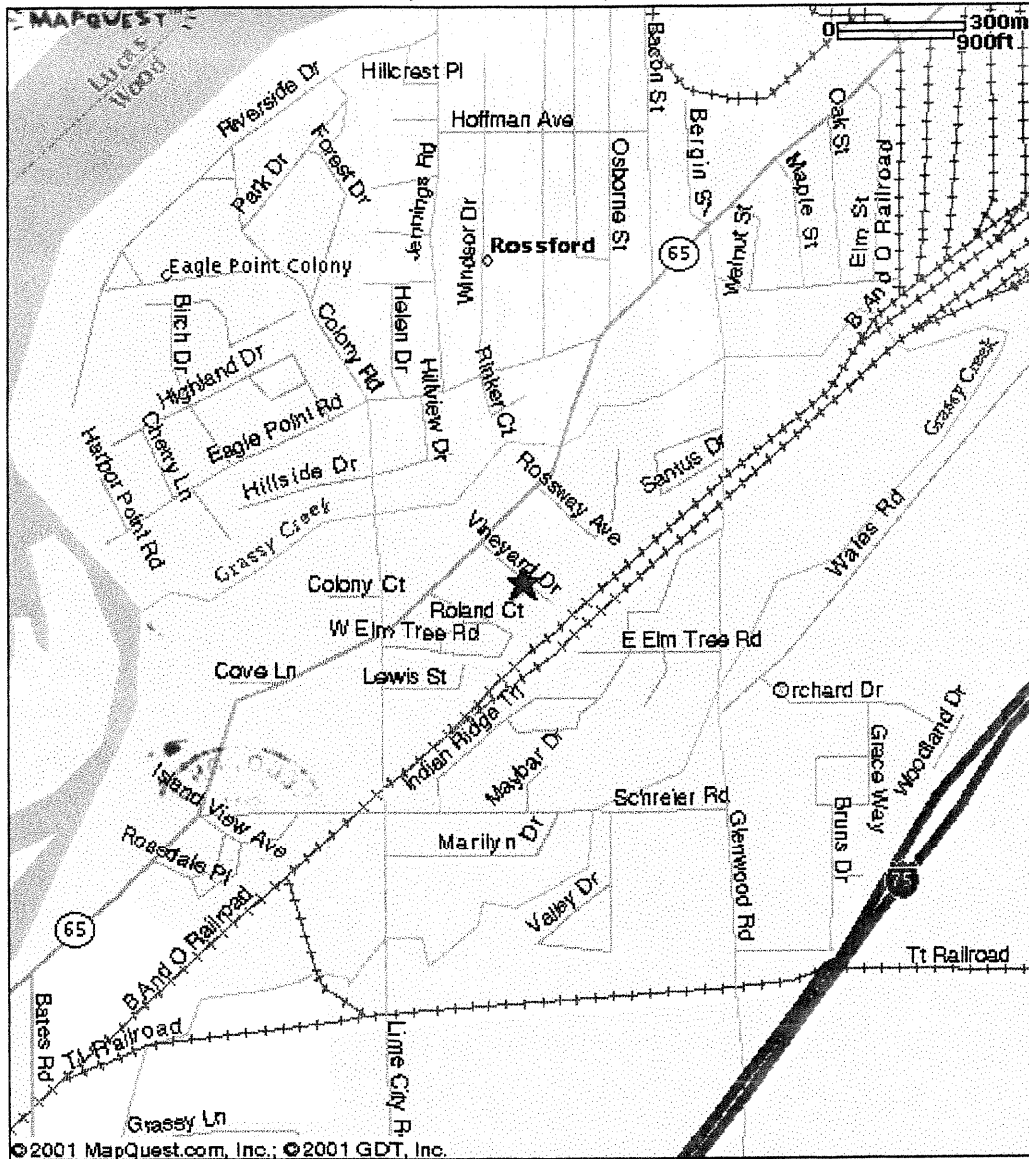 MAPQUEST
0 300m
900ft
Lucas
Wood
Hillcrest Pl
Bacon St
Riverside Dr
Hoffman Ave
Oak St
Bergin St
Forest Dr
Park Dr
Jennings Rd
Osborne St
Maple St
Elm St
B And O Railroad
Windsor Dr
Walnut St
Rossford
65
Eagle Point Colony
Birch Dr
Colony Rd
Helen Dr
Highland Dr
Hillview Dr
Rinker Ct
Grassy Creek
Cherry Ln
Eagle Point Rd
Harbor Point Rd
Hillside Dr
Santus Dr
Rossway Ave
Grassy Creek
Vineyard Dr
Wales Rd
Colony Ct
Roland Ct
W Elm Tree Rd
E Elm Tree Rd
Cove Ln
Lewis St
Orchard Dr
Indian Ridge Trl
Woodland Dr
Grace Way
Maybar Dr
Island View Ave
Schreier Rd
Marilyn Dr
Bruns Dr
Glenwood Rd
Rossdale Pl
Valley Dr
75
65
B And O Railroad
Tt Railroad
Bates Rd
Tt Railroad
Lime City R
Grassy Ln
©2001 MapQuest.com, Inc.; ©2001 GDT, Inc.